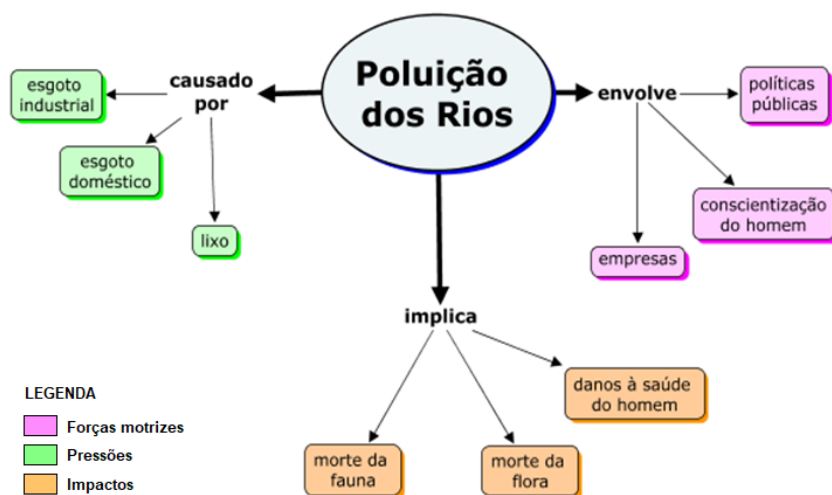 Poluição
dos Rios
causado
por
esgoto
industrial
esgoto
doméstico
lixo
envolve
políticas
públicas
conscientização
do homem
empresas
implica
danos à saúde
do homem
morte da
fauna
morte da
flora
LEGENDA
Forças motrizes
Pressões
Impactos